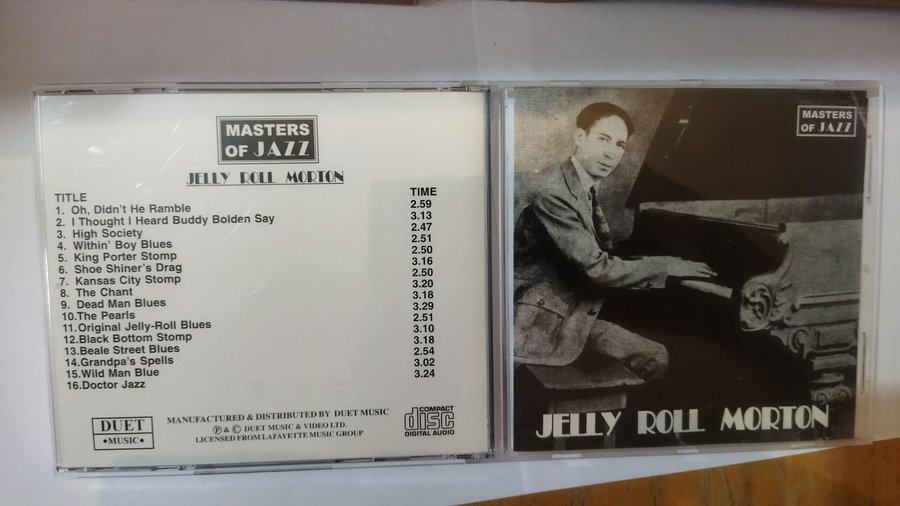 MASTERS
OF JAZZ
JELLY ROLL MORTON
TITLE TIME
1. Oh, Didn't He Ramble 2.59
2. I Thought I Heard Buddy Bolden Say 3.13
3. High Society 2.47
4. Within' Boy Blues 2.51
5. King Porter Stomp 2.50
6. Shoe Shiner's Drag 3.16
7. Kansas City Stomp 2.50
8. The Chant 3.20
9. Dead Man Blues 3.18
10.The Pearls 3.29
11.Original Jelly-Roll Blues 2.51
12.Black Bottom Stomp 3.10
13.Beale Street Blues 3.18
14.Grandpa's Spells 2.54
15.Wild Man Blue 3.02
16.Doctor Jazz 3.24
DUET
•MUSIC•
MANUFACTURED & DISTRIBUTED BY DUET MUSIC
℗ & © DUET MUSIC & VIDEO LTD.
LICENSED FROM LAFAYETTE MUSIC GROUP
COMPACT
disc
DIGITAL AUDIO
MASTERS
OF JAZZ
JELLY ROLL MORTON